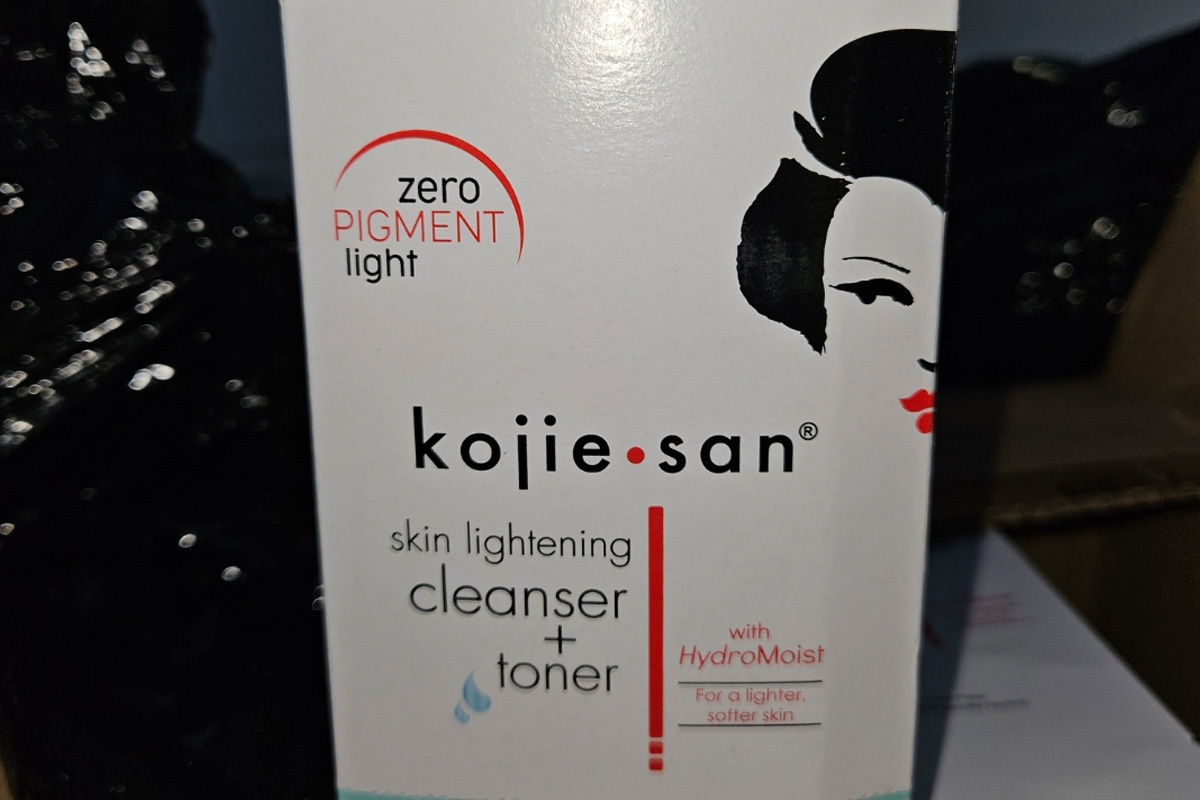 zero
PIGMENT
light
kojie•san®
skin lightening
cleanser
+
toner
with
HydroMoist
For a lighter,
softer skin